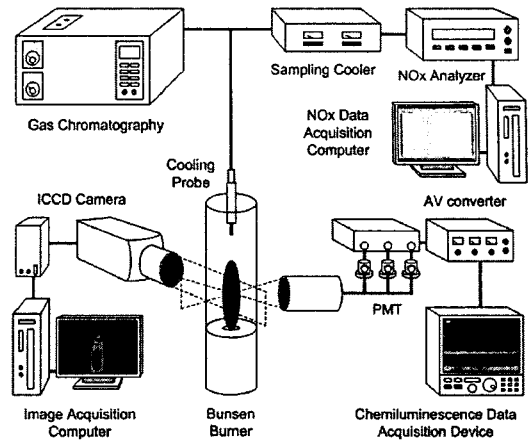 Sampling Cooler
NOx Analyzer
Gas Chromatography
NOx Data
Acquisition
Computer
Cooling
Probe
ICCD Camera
AV converter
PMT
Image Acquisition
Computer
Bunsen
Burner
Chemiluminescence Data
Acquisition Device